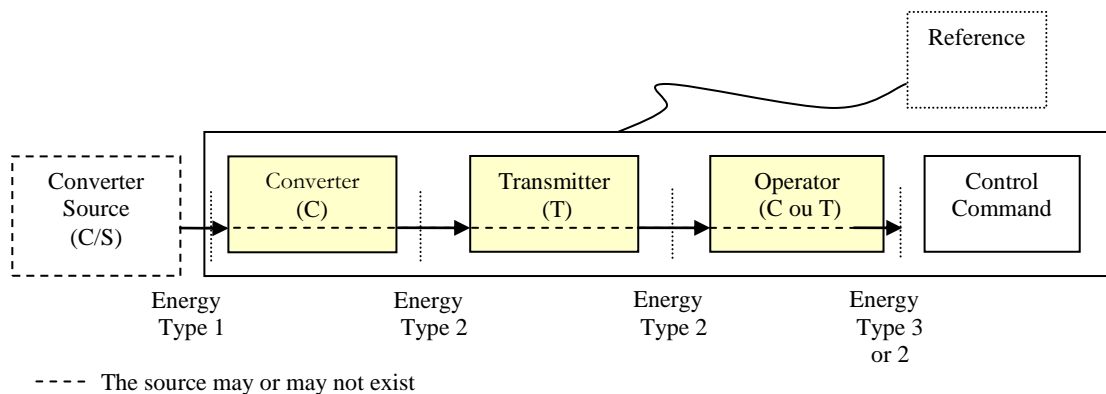 Reference
Converter
Source
(C/S)
Converter
(C)
Transmitter
(T)
Operator
(C ou T)
Control
Command
Energy
Type 1
Energy
Type 2
Energy
Type 2
Energy
Type 3
or 2
The source may or may not exist